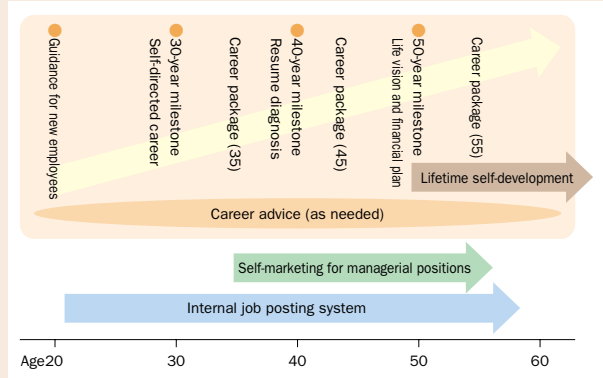 Guidance for new employees
30-year milestone
Self-directed career
Career package (35)
40-year milestone
Resume diagnosis
Career package (45)
50-year milestone
Life vision and financial plan
Career package (55)
Lifetime self-development
Career advice (as needed)
Self-marketing for managerial positions
Internal job posting system
Age20 30 40 50 60